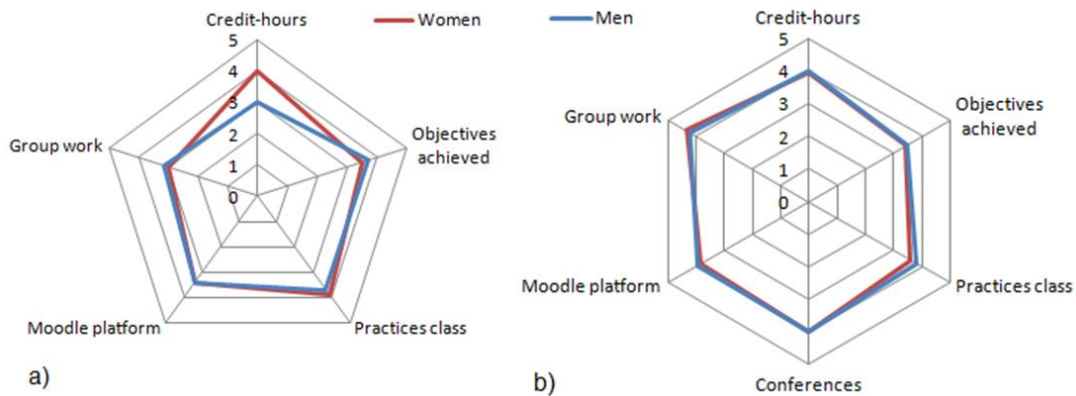 Credit-hours
Women
Men
Credit-hours
5
4
3
2
1
0
Group work
Objectives
achieved
Moodle platform
Practices class
a)
5
4
3
2
1
0
Group work
Objectives
achieved
Moodle platform
Practices class
Conferences
b)